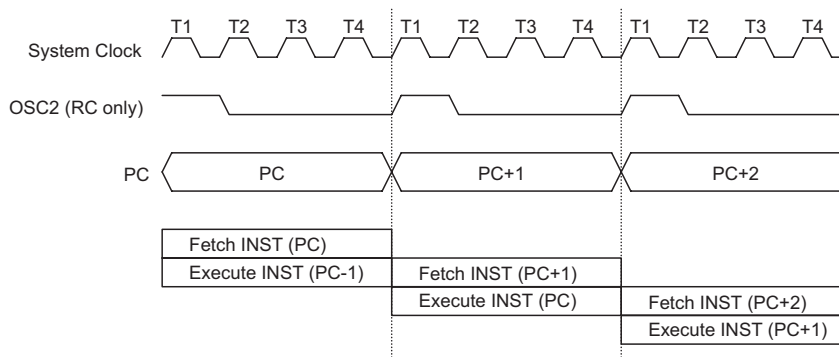 T1 T2 T3 T4 T1 T2 T3 T4 T1 T2 T3 T4
System Clock
OSC2 (RC only)
PC PC PC+1 PC+2
Fetch INST (PC)
Execute INST (PC-1) Fetch INST (PC+1)
Execute INST (PC) Fetch INST (PC+2)
Execute INST (PC+1)